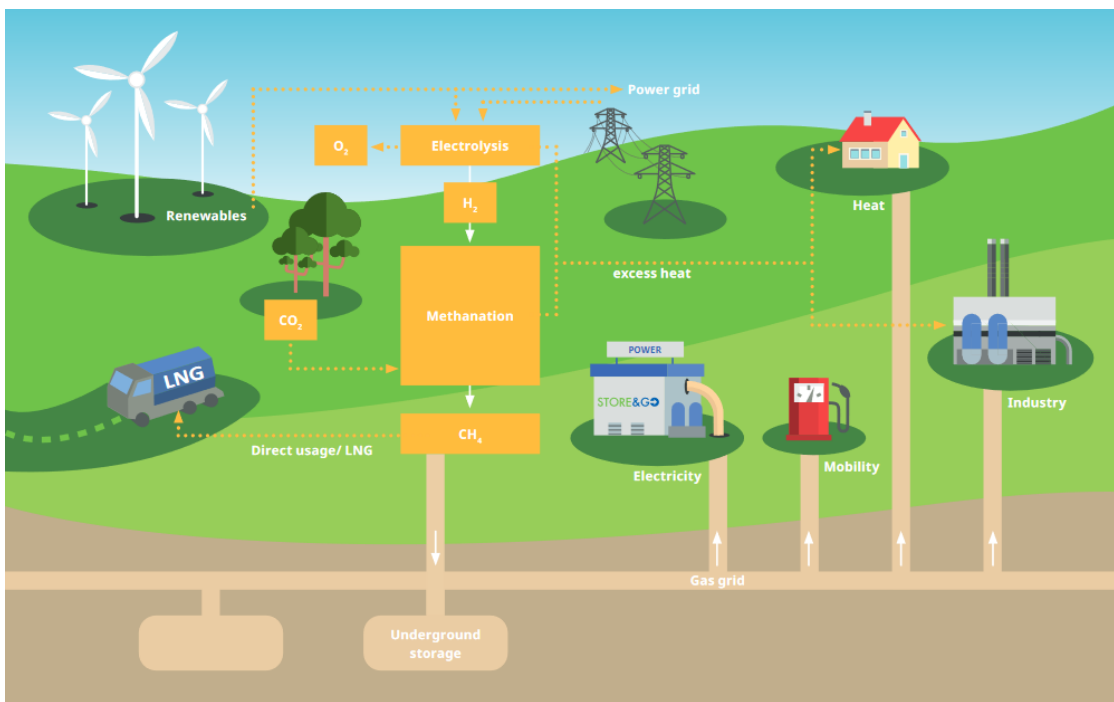 Power grid
O₂
Electrolysis
Renewables
H₂
Heat
excess heat
CO₂
Methanation
POWER
LNG
STORE&GO
Industry
CH₄
Direct usage/ LNG
Electricity
Mobility
Gas grid
Underground
storage